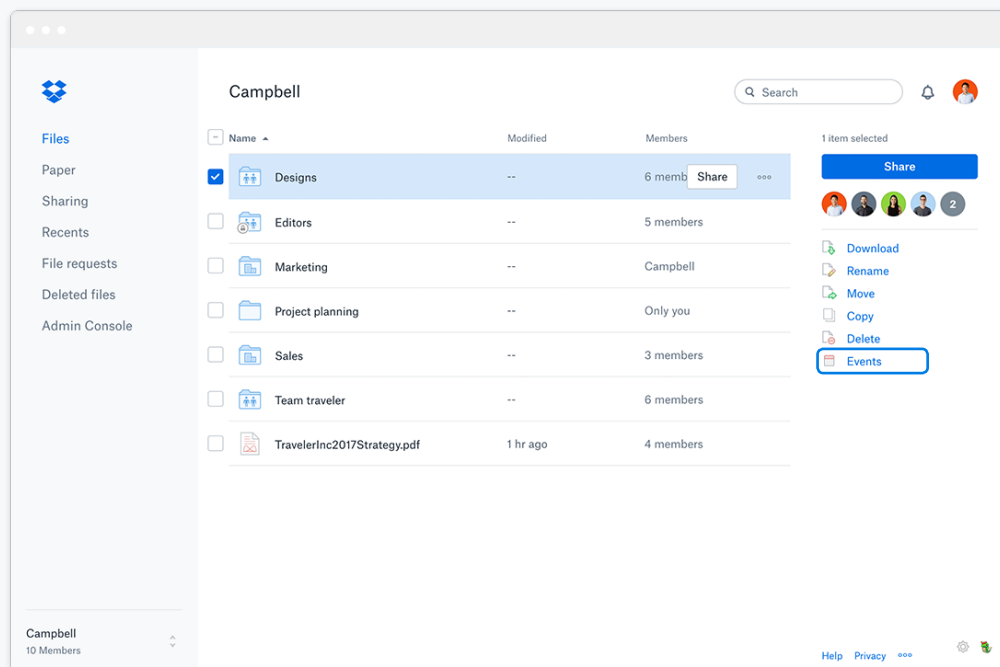 Campbell
Search
Files
Paper
Sharing
Recents
File requests
Deleted files
Admin Console
Name Modified Members
Designs -- 6 memb Share
Editors -- 5 members
Marketing -- Campbell
Project planning -- Only you
Sales -- 3 members
Team traveler -- 6 members
TravelerInc2017Strategy.pdf 1 hr ago 4 members
1 item selected
Share
2
Download
Rename
Move
Copy
Delete
Events
Campbell
10 Members
Help Privacy